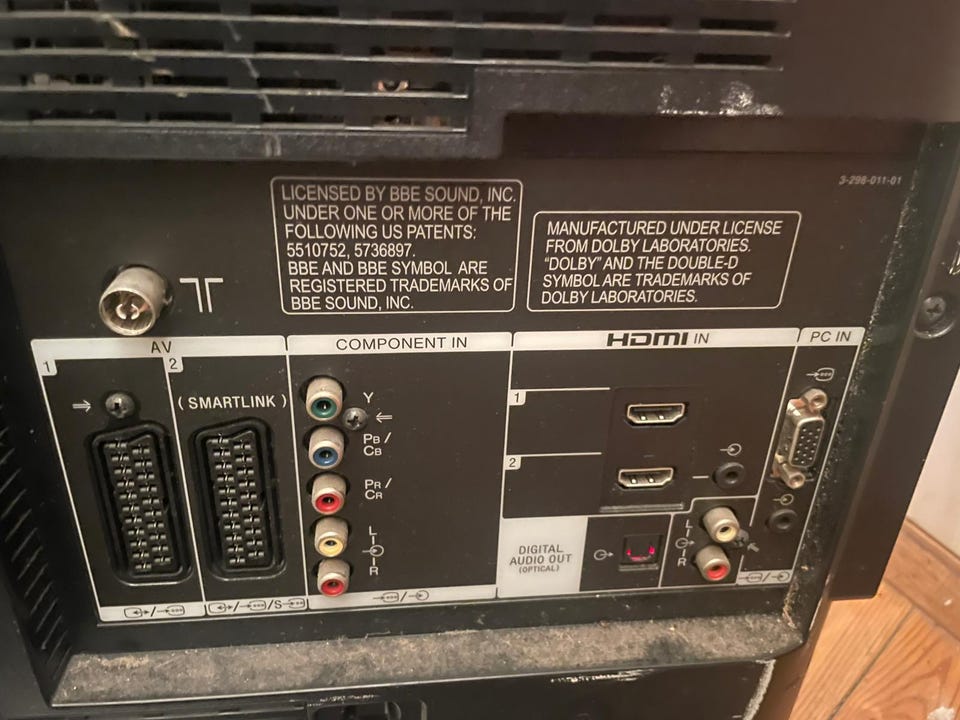 3-298-011-01
LICENSED BY BBE SOUND, INC.
UNDER ONE OR MORE OF THE
FOLLOWING US PATENTS:
5510752, 5736897.
BBE AND BBE SYMBOL ARE
REGISTERED TRADEMARKS OF
BBE SOUND, INC.
MANUFACTURED UNDER LICENSE
FROM DOLBY LABORATORIES.
"DOLBY" AND THE DOUBLE-D
SYMBOL ARE TRADEMARKS OF
DOLBY LABORATORIES.
AV
1
2
(SMARTLINK)
/S
COMPONENT IN
Y
PB/
CB
PR/
CR
L
R
HDMI IN
1
2
DIGITAL
AUDIO OUT
(OPTICAL)
L
R
PC IN